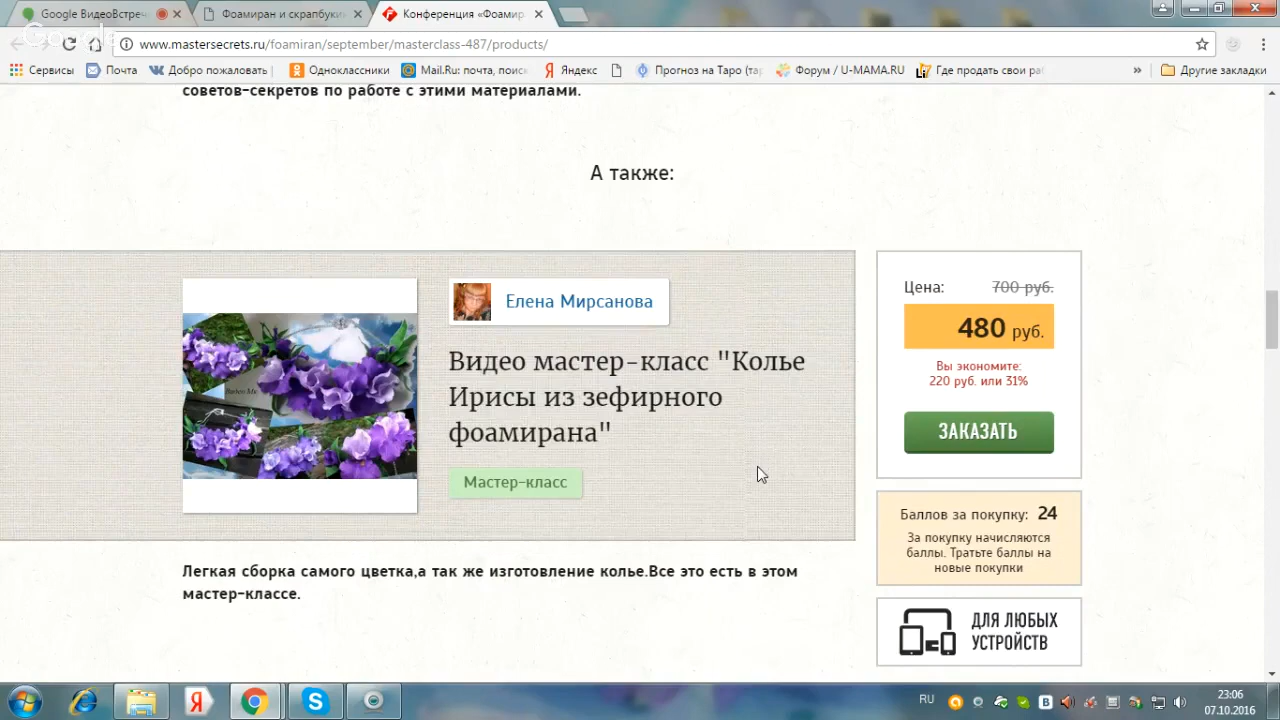 Google ВидеоВстреч
Фоамиран и скрапбукин
Конференция «Фоамир
Google
www.mastersecrets.ru/foamiran/september/masterclass-487/products/
Сервисы
Почта
Добро пожаловать
Одноклассники
Mail.Ru: почта, поиск
Яндекс
Прогноз на Таро (тар
Форум / U-MAMA.RU
Где продать свои ра
»
Другие закладки
советов-секретов по работе с этими материалами.
А также:
Елена Мирсанова
Видео мастер-класс "Колье
Ирисы из зефирного
фоамирана"
Мастер-класс
Легкая сборка самого цветка,а так же изготовление колье.Все это есть в этом
мастер-классе.
Цена: 700 руб.
480 руб.
Вы экономите:
220 руб. или 31%
ЗАКАЗАТЬ
Баллов за покупку: 24
За покупку начисляются
баллы. Тратьте баллы на
новые покупки
ДЛЯ ЛЮБЫХ
УСТРОЙСТВ
RU
23:06
07.10.2016